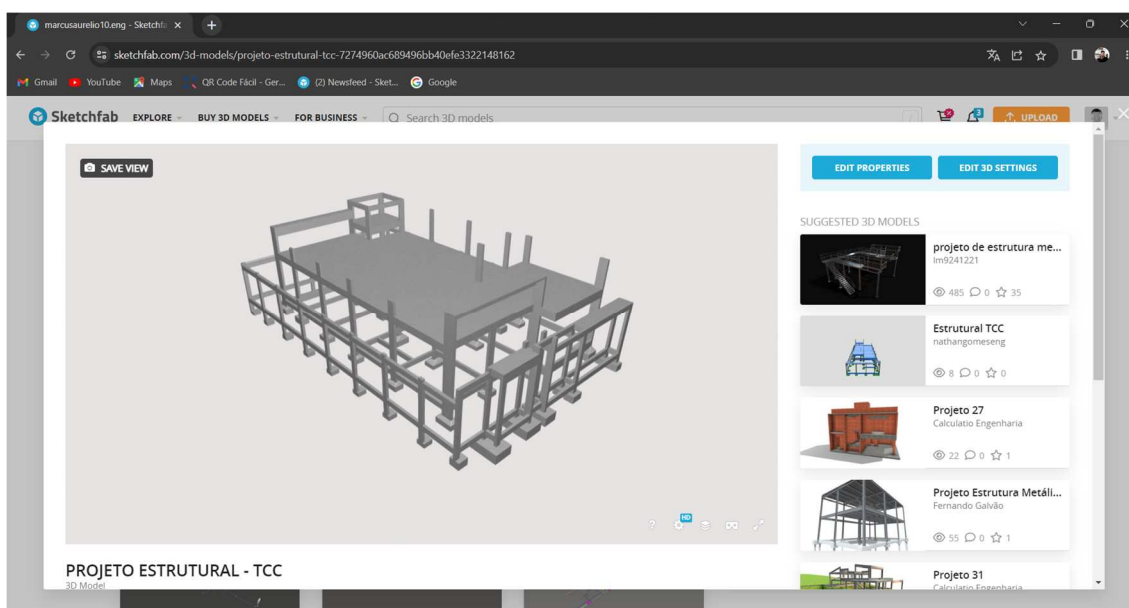 marcusaurelio10.eng - Sketchfa
sketchfab.com/3d-models/projeto-estrutural-tcc-7274960ac689496bb40efe3322148162
Gmail YouTube Maps QR Code Fácil - Ger... (2) Newsfeed - Sket... Google
Sketchfab EXPLORE BUY 3D MODELS FOR BUSINESS Search 3D models / 3 UPLOAD
SAVE VIEW
EDIT PROPERTIES EDIT 3D SETTINGS
SUGGESTED 3D MODELS
projeto de estrutura me...
lm9241221
485 0 35
Estrutural TCC
nathangomeseng
8 0 0
Projeto 27
Calculatio Engenharia
22 0 1
Projeto Estrutura Metáli...
Fernando Galvão
55 0 1
? HD
Projeto 31
Calculatio Engenharia
PROJETO ESTRUTURAL - TCC
3D Model